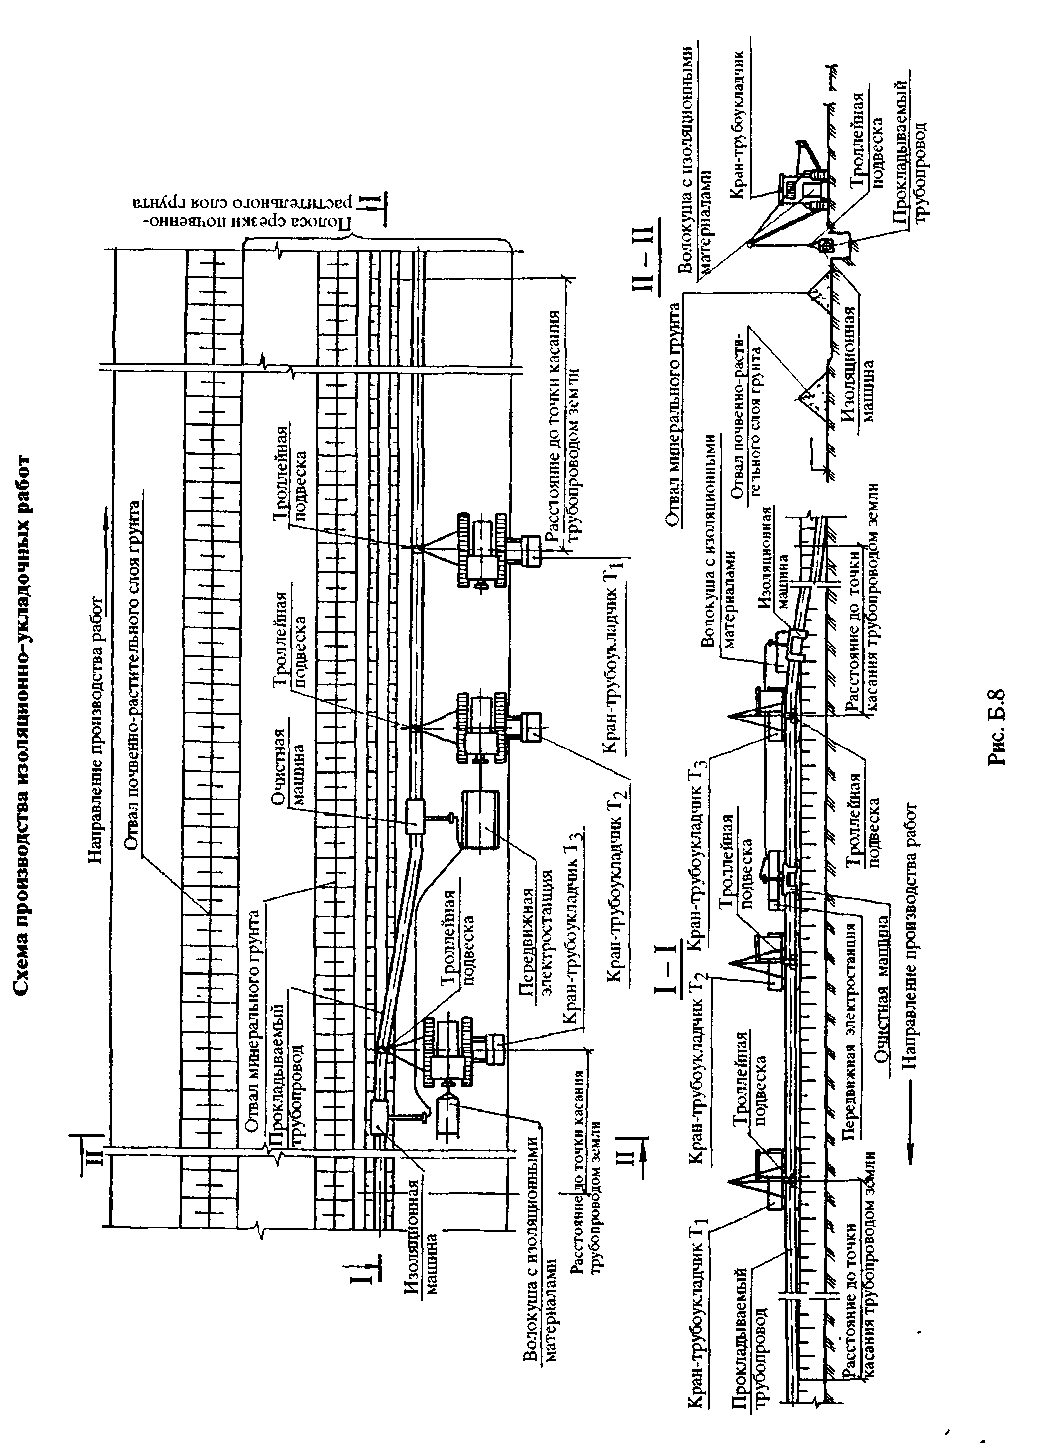 Схема производства изоляционно-укладочных работ
Направление производства работ
Отвал почвенно-растительного слоя грунта
Полоса срезки почвенно-
растительного слоя грунта
II
II
Отвал минерального грунта
Прокладываемый
трубопровод
Очистная
машина
Троллейная
подвеска
Троллейная
подвеска
Троллейная
подвеска
I
Изоляционная
машина
Волокуша с изоляционными
материалами
Расстояние до точки касания
трубопроводом земли
Передвижная
электростанция
Кран-трубоукладчик Т3
Кран-трубоукладчик Т2
Кран-трубоукладчик Т1
Расстояние до точки касания
трубопроводом земли
II
I – I
Кран-трубоукладчик Т1
Прокладываемый
трубопровод
Троллейная
подвеска
Кран-трубоукладчик Т2
Троллейная
подвеска
Кран-трубоукладчик Т3
Волокуша с изоляционными
материалами
Изоляционная
машина
Расстояние до точки
касания трубопроводом земли
Передвижная электростанция
Очистная машина
Троллейная
подвеска
Расстояние до точки
касания трубопроводом земли
Направление производства работ
II – II
Отвал минерального грунта
Волокуша с изоляционными
материалами
Кран-трубоукладчик
Отвал почвенно-расти-
тельного слоя грунта
Изоляционная
машина
Троллейная
подвеска
Прокладываемый
трубопровод
Рис. Б.8